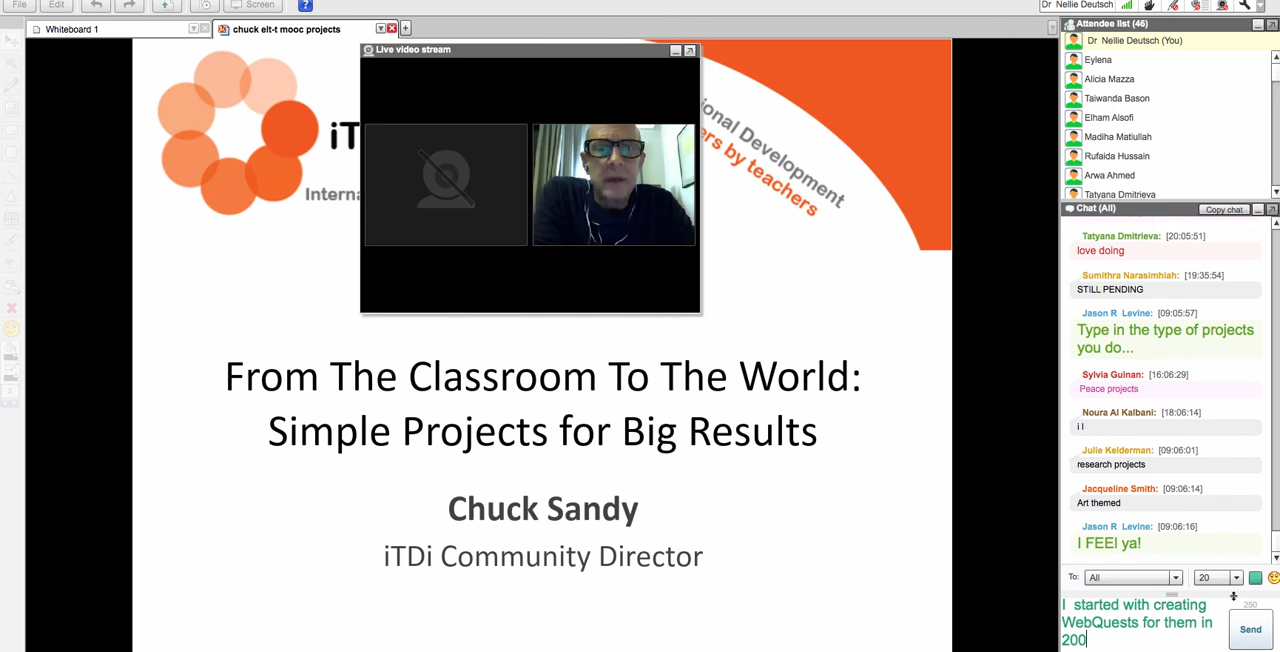 File
Edit
Screen
?
Dr Nellie Deutsch
Whiteboard 1
chuck elt-t mooc projects
Live video stream
iT
Interna
ional Development
ers by teachers
From The Classroom To The World:
Simple Projects for Big Results
Chuck Sandy
iTDi Community Director
Attendee list (46)
Dr Nellie Deutsch (You)
Eylena
Alicia Mazza
Taiwanda Bason
Elham Alsofi
Madiha Matiullah
Rufaida Hussain
Arwa Ahmed
Tatyana Dmitrieva
Chat (All)
Copy chat
Tatyana Dmitrieva: [20:05:51]
love doing
Sumithra Narasimhiah: [19:35:54]
STILL PENDING
Jason R Levine: [09:05:57]
Type in the type of projects
you do...
Sylvia Guinan: [16:06:29]
Peace projects
Noura Al Kalbani: [18:06:14]
i l
Julie Kelderman: [09:06:01]
research projects
Jacqueline Smith: [09:06:14]
Art themed
Jason R Levine: [09:06:16]
I FEEl ya!
To: All 20
250
I started with creating
WebQuests for them in
200
Send